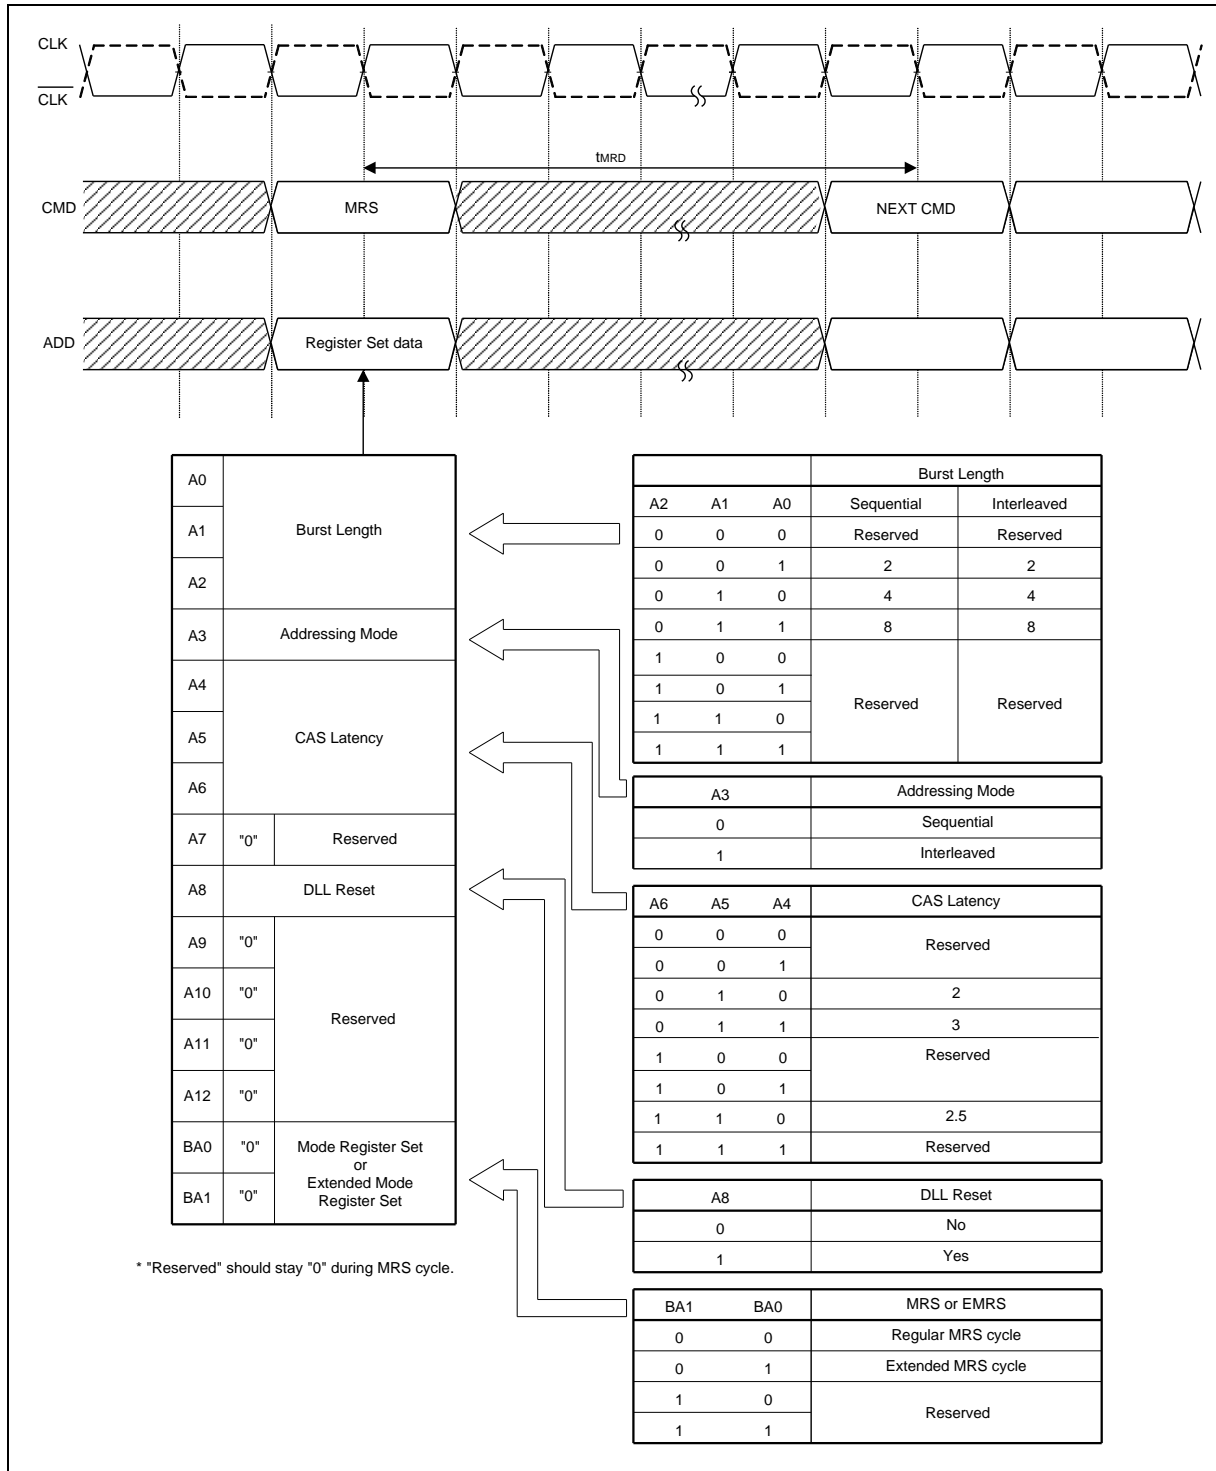 CLK
CLK
tMRD
CMD
MRS
NEXT CMD
ADD
Register Set data
A0
A1
Burst Length
A2
A3
Addressing Mode
A4
A5
CAS Latency
A6
A7 "0" Reserved
A8
DLL Reset
A9 "0"
A10 "0"
Reserved
A11 "0"
A12 "0"
BA0 "0"
BA1 "0"
Mode Register Set
or
Extended Mode
Register Set
* "Reserved" should stay "0" during MRS cycle.
Burst Length
A2 A1 A0 Sequential Interleaved
0 0 0 Reserved Reserved
0 0 1 2 2
0 1 0 4 4
0 1 1 8 8
1 0 0
1 0 1
Reserved Reserved
1 1 0
1 1 1
A3 Addressing Mode
0 Sequential
1 Interleaved
A6 A5 A4 CAS Latency
0 0 0
Reserved
0 0 1
0 1 0 2
0 1 1 3
1 0 0 Reserved
1 0 1
1 1 0 2.5
1 1 1 Reserved
A8 DLL Reset
0 No
1 Yes
BA1 BA0 MRS or EMRS
0 0 Regular MRS cycle
0 1 Extended MRS cycle
1 0
Reserved
1 1